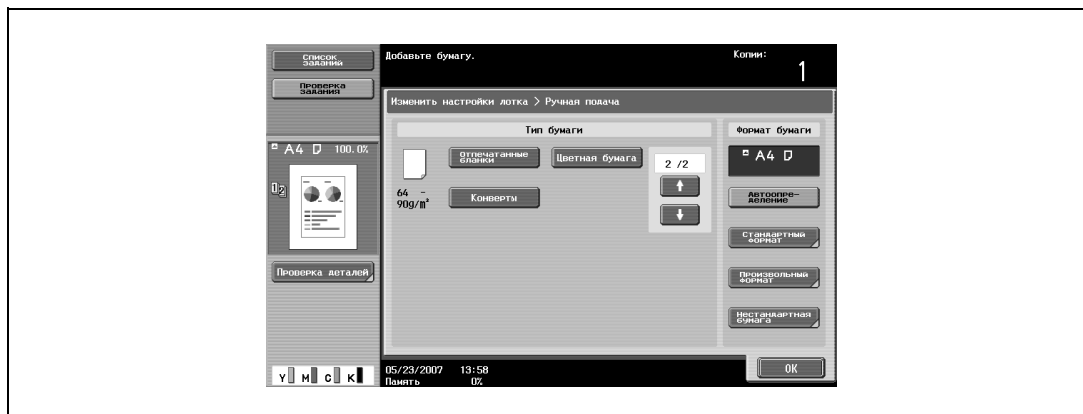 Список
заданий
Проверка
задания
A4 100.0%
Проверка деталей
Y M C K
Добавьте бумагу.
Копии:
1
Изменить настройки лотка > Ручная подача
Тип бумаги
64 -
90g/m²
Отпечатанные
бланки
Цветная бумага
Конверты
2 /2
Формат бумаги
A4
Автоопре-
деление
Стандартный
формат
Произвольный
формат
Нестандартная
бумага
05/23/2007 13:58
Память 0%
OK